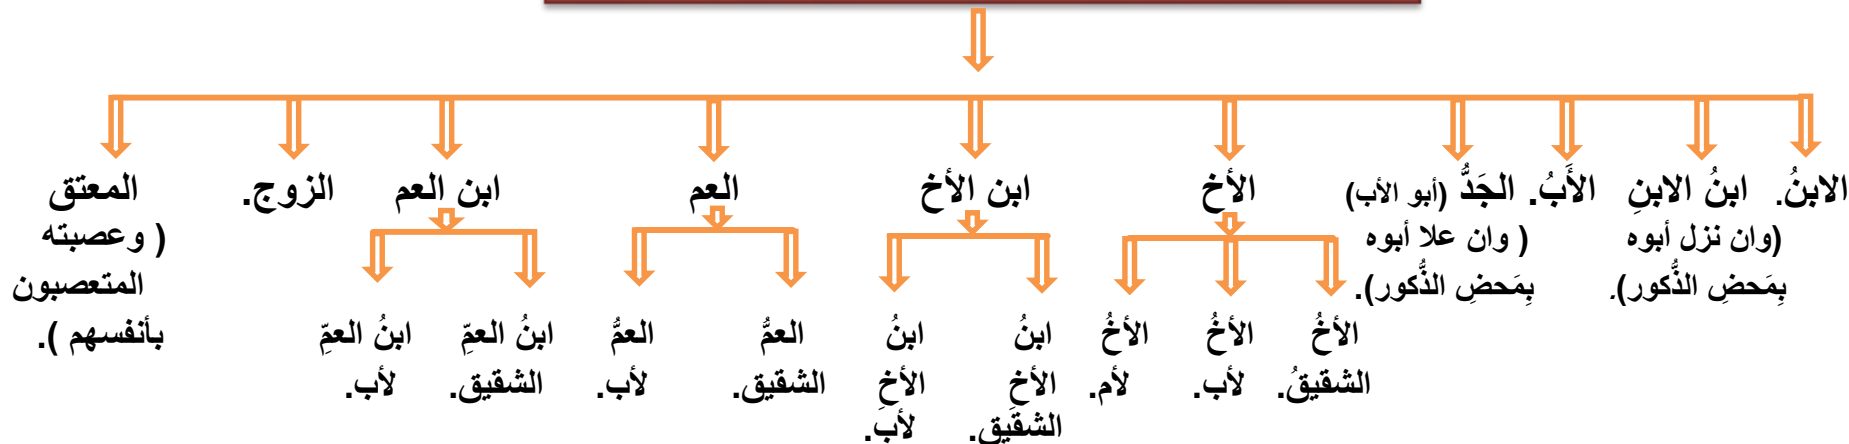 الابنُ. ابنُ الابنِ الأَبُ. الجَدُّ (أبو الأب) الأخ ابن الأخ العم ابن العم الزوج. المعتق
(وان نزل أبوه ( وان علا أبوه ( وعصبته
بِمَحضِ الذُّكور). بِمَحضِ الذُّكور). المتعصبون
الأخُ الأخُ الأخُ ابنُ ابنُ العمُّ العمُّ ابنُ العمِّ ابنُ العمِّ بأنفسهم ).
الشقيقُ. لأب. لأم. الأخِ الأخِ الشقيق. لأب. الشقيق. لأب.
الشقيق. لأب.